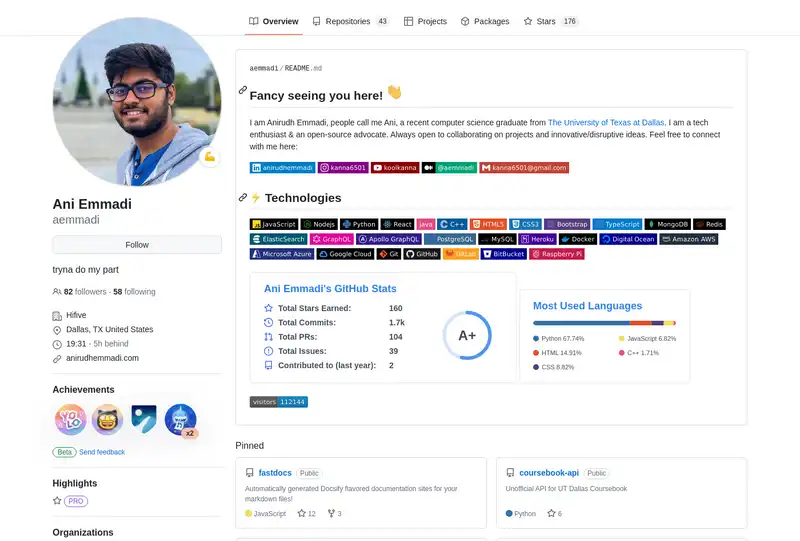 Overview
Repositories 43
Projects
Packages
Stars 176
aemmadi / README.md
Fancy seeing you here! 👋
I am Anirudh Emmadi, people call me Ani, a recent computer science graduate from The University of Texas at Dallas. I am a tech
enthusiast & an open-source advocate. Always open to collaborating on projects and innovative/disruptive ideas. Feel free to connect
with me here:
anirudhemmadi kanna6501 koolkanna @aemmadi kanna6501@gmail.com
⚡ Technologies
JavaScript Nodejs Python React java C++ HTML5 CSS3 Bootstrap TypeScript MongoDB Redis
ElasticSearch GraphQL Apollo GraphQL PostgreSQL MySQL Heroku Docker Digital Ocean Amazon AWS
Microsoft Azure Google Cloud Git GitHub GitLab BitBucket Raspberry Pi
Ani Emmadi's GitHub Stats
Total Stars Earned: 160
Total Commits: 1.7k
Total PRs: 104
Total Issues: 39
Contributed to (last year): 2
A+
Most Used Languages
Python 67.74%
JavaScript 6.82%
HTML 14.91%
C++ 1.71%
CSS 8.82%
visitors 112144
Ani Emmadi
aemmadi
Follow
tryna do my part
82 followers · 58 following
Hifive
Dallas, TX United States
19:31 - 5h behind
anirudhemmadi.com
Achievements
YOLO
x2
Beta Send feedback
Highlights
PRO
Organizations
Pinned
fastdocs Public
Automatically generated Docsify flavored documentation sites for your
markdown files!
JavaScript 12 3
coursebook-api Public
Unofficial API for UT Dallas Coursebook
Python 6